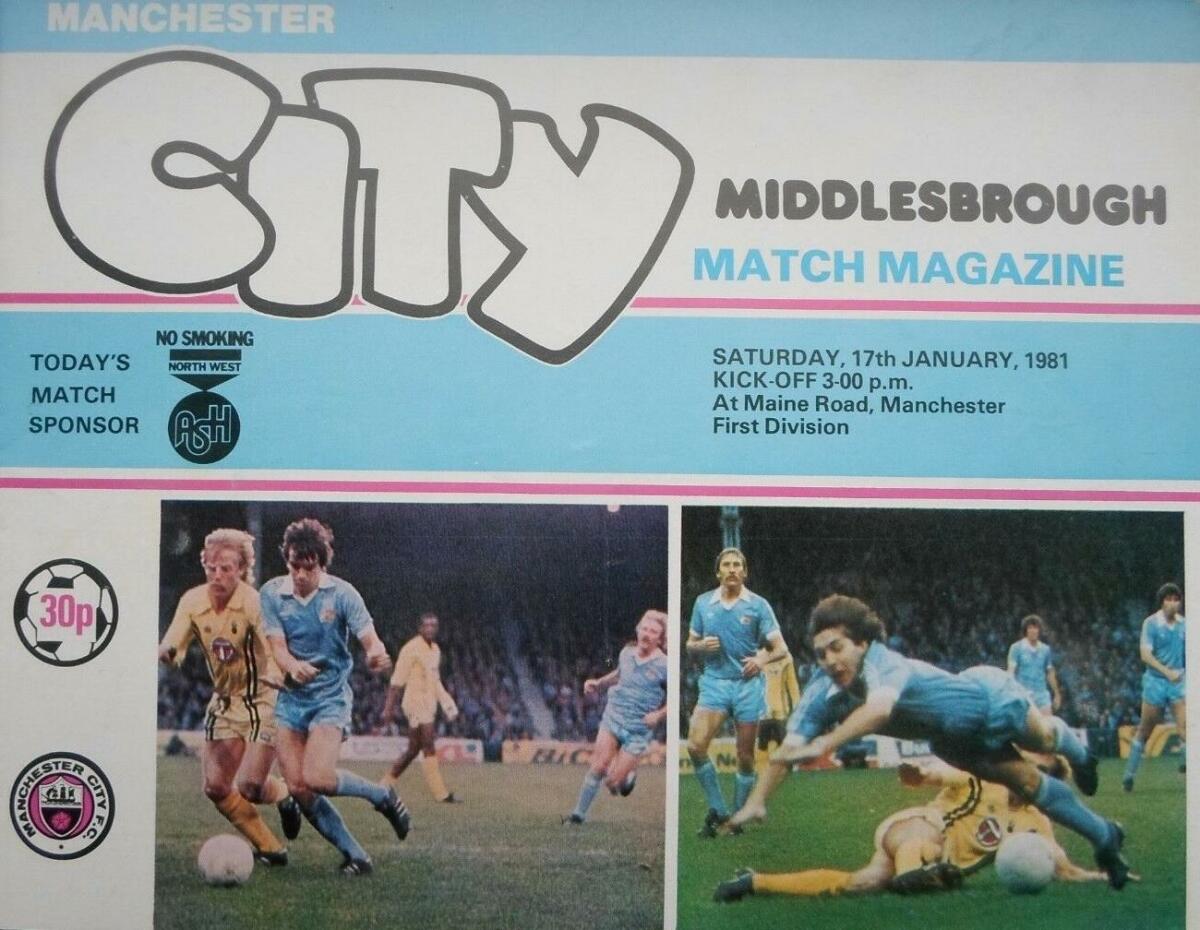 MANCHESTER
CITY
MIDDLESBROUGH
MATCH MAGAZINE
TODAY'S
MATCH
SPONSOR
NO SMOKING
NORTH WEST
ASH
SATURDAY, 17th JANUARY, 1981
KICK-OFF 3-00 p.m.
At Maine Road, Manchester
First Division
30p
MANCHESTER CITY F.C.